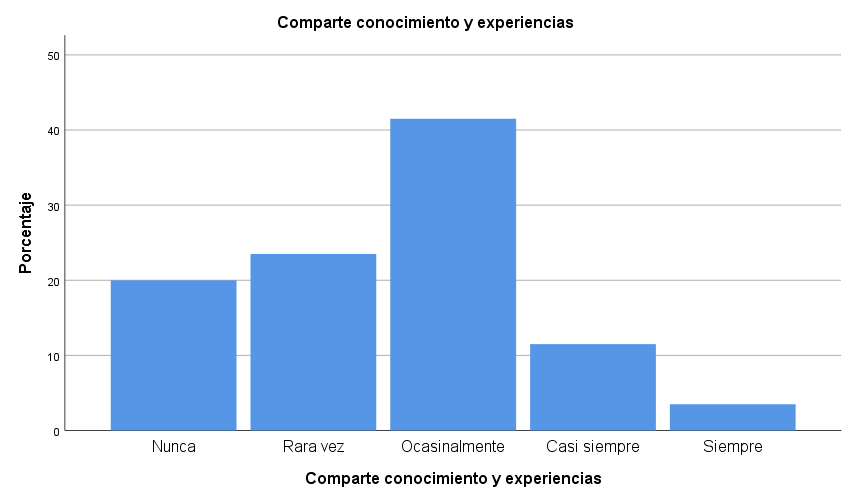 Comparte conocimiento y experiencias
50
40
30
20
10
0
Porcentaje
Nunca
Rara vez
Ocasinalmente
Casi siempre
Siempre
Comparte conocimiento y experiencias